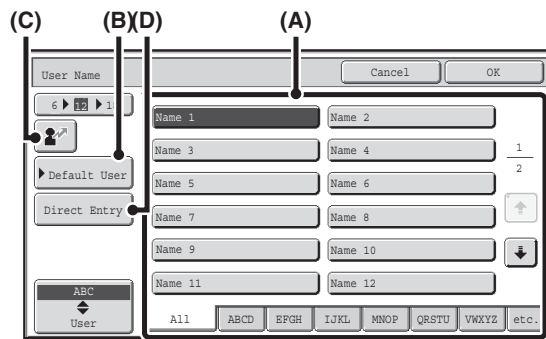 (C) (B) (D) (A)
User Name Cancel OK
6 12 18
Name 1 Name 2
Name 3 Name 4 1
Default User 2
Name 5 Name 6
Direct Entry Name 7 Name 8
Name 9 Name 10
Name 11 Name 12
ABC
User
All ABCD EFGH IJKL MNOP QRSTU VWXYZ etc.